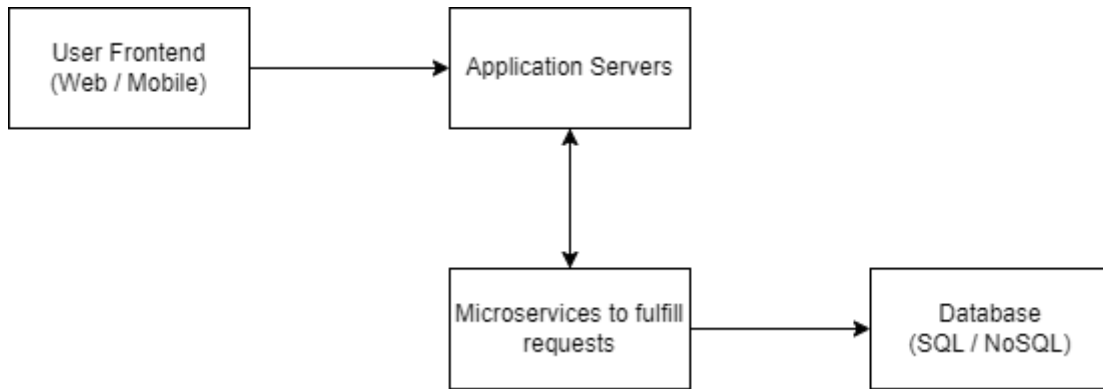 User Frontend
(Web / Mobile)
Application Servers
Microservices to fulfill
requests
Database
(SQL / NoSQL)